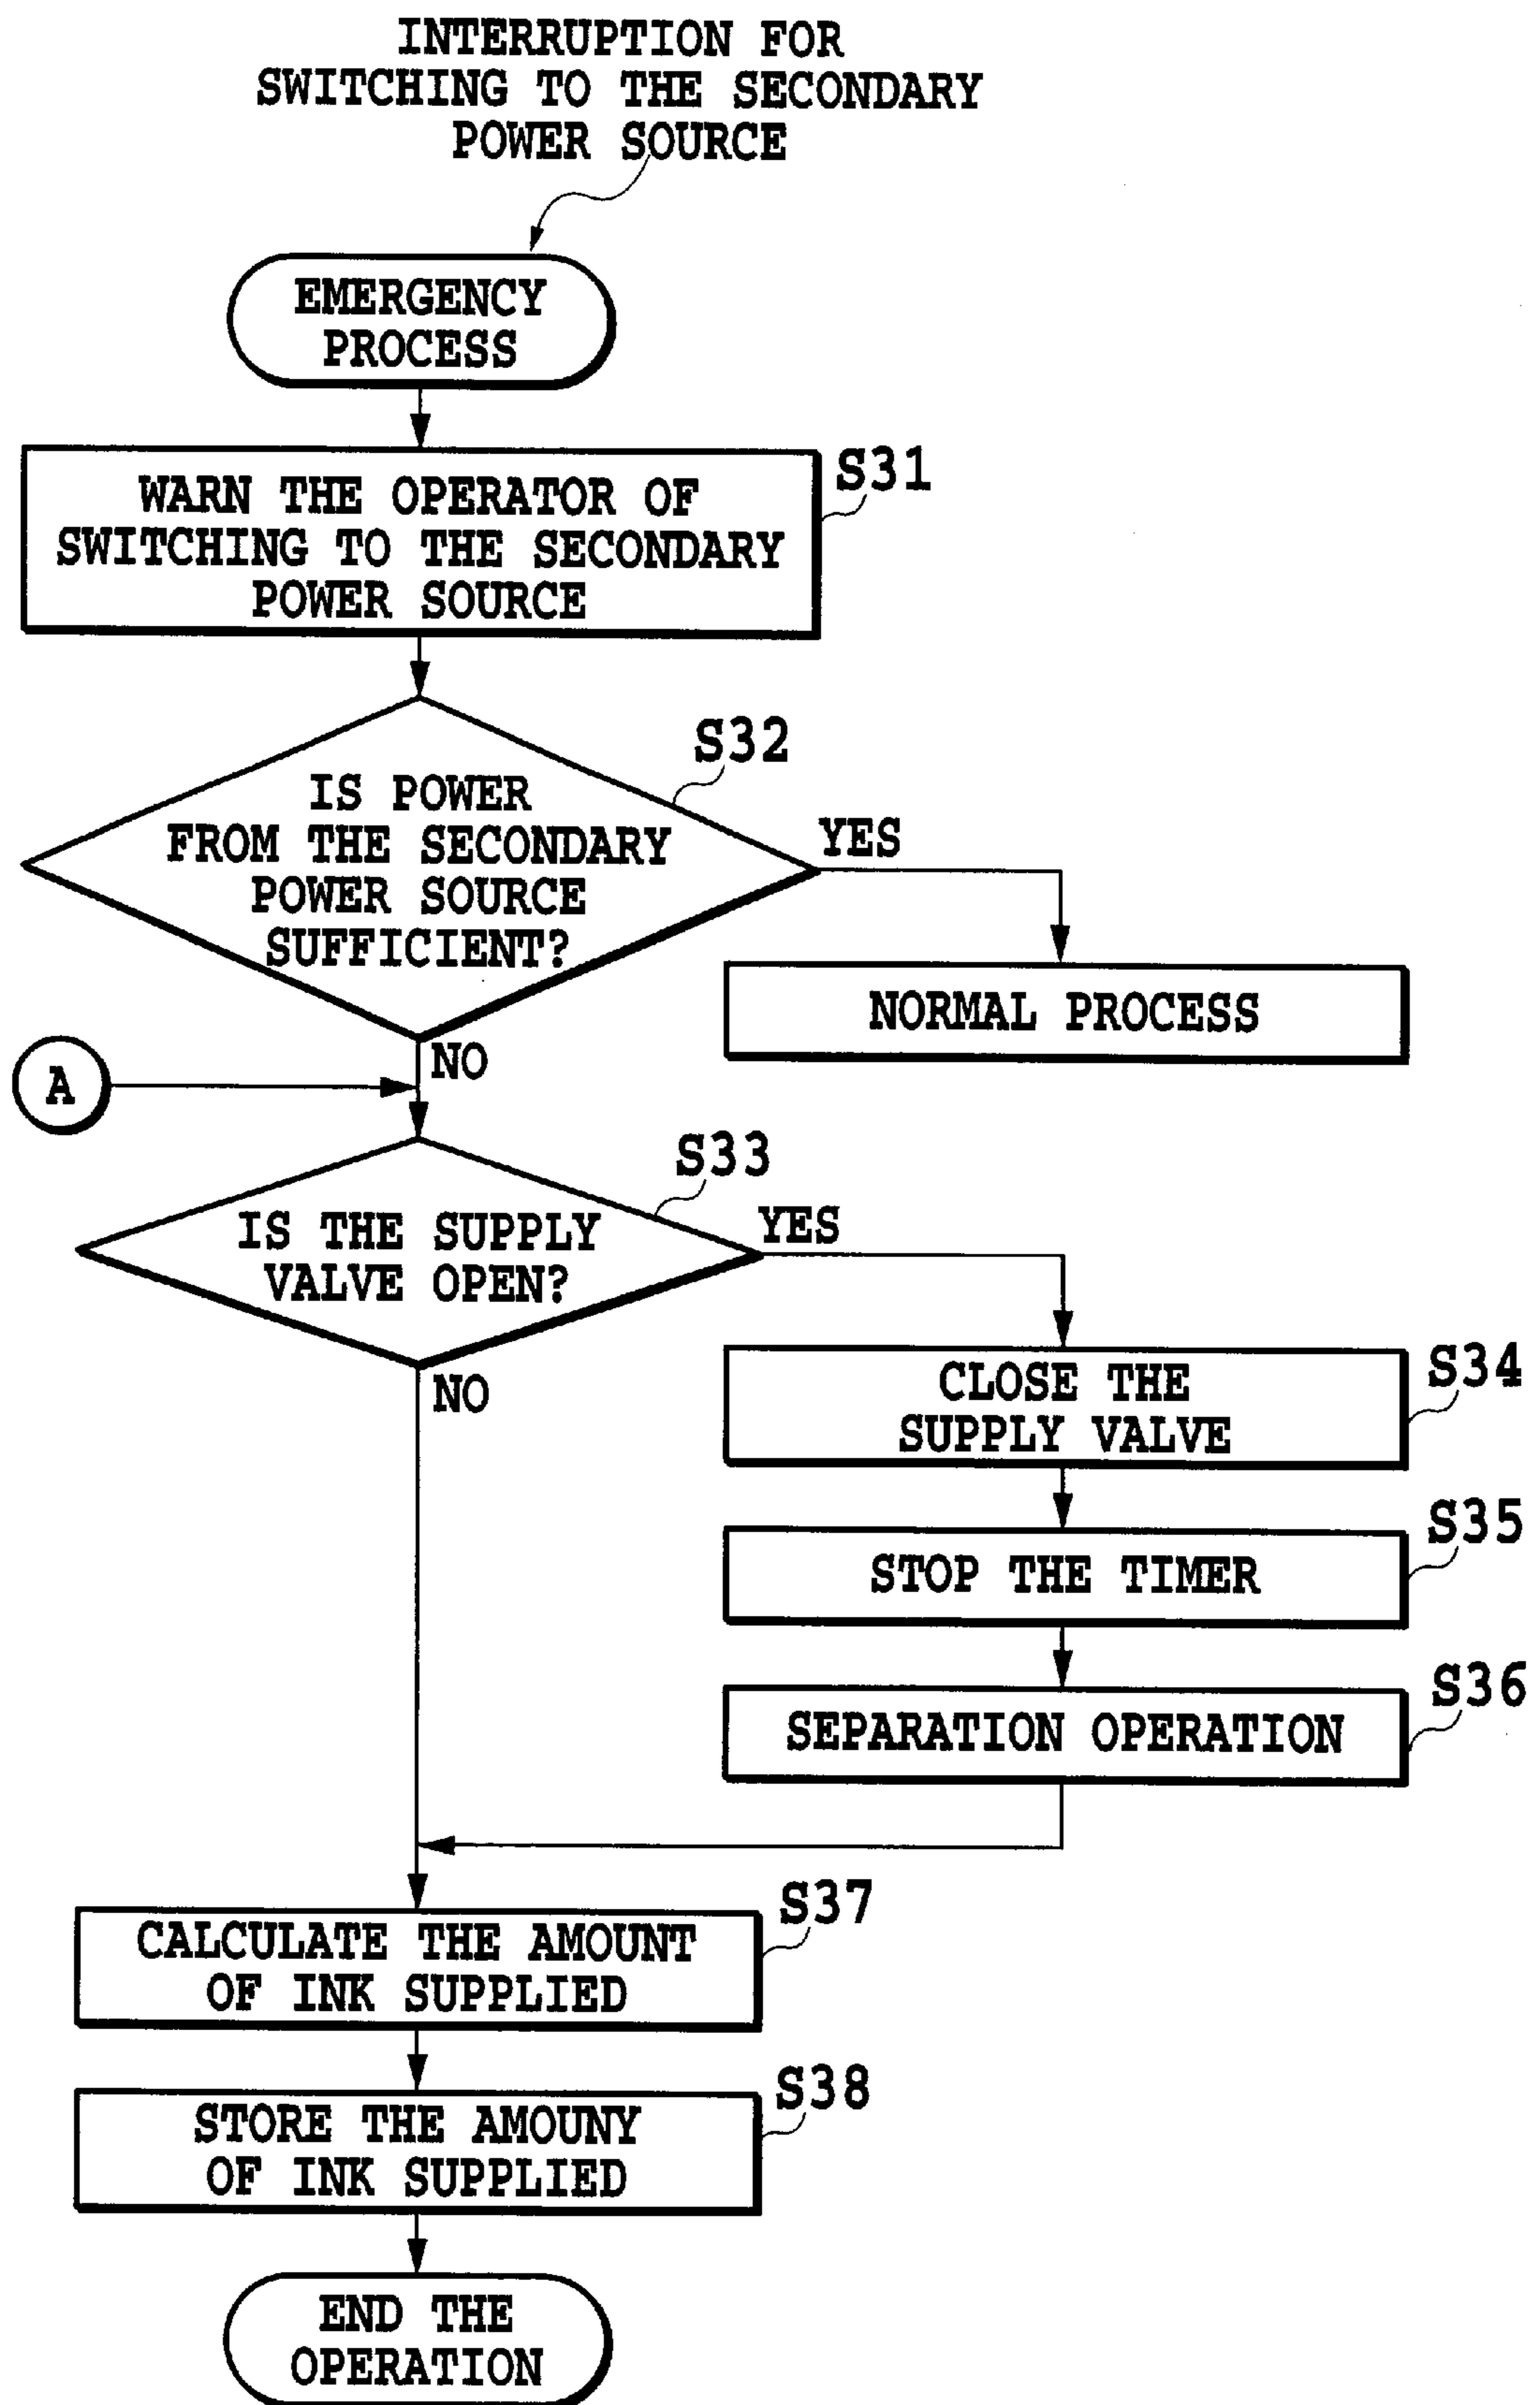 INTERRUPTION FOR
SWITCHING TO THE SECONDARY
POWER SOURCE
EMERGENCY
PROCESS
S31
WARN THE OPERATOR OF
SWITCHING TO THE SECONDARY
POWER SOURCE
S32
IS POWER
FROM THE SECONDARY
POWER SOURCE
SUFFICIENT?
YES
NORMAL PROCESS
NO
A
S33
IS THE SUPPLY
VALVE OPEN?
YES
NO
S34
CLOSE THE
SUPPLY VALVE
S35
STOP THE TIMER
S36
SEPARATION OPERATION
S37
CALCULATE THE AMOUNT
OF INK SUPPLIED
S38
STORE THE AMOUNY
OF INK SUPPLIED
END THE
OPERATION